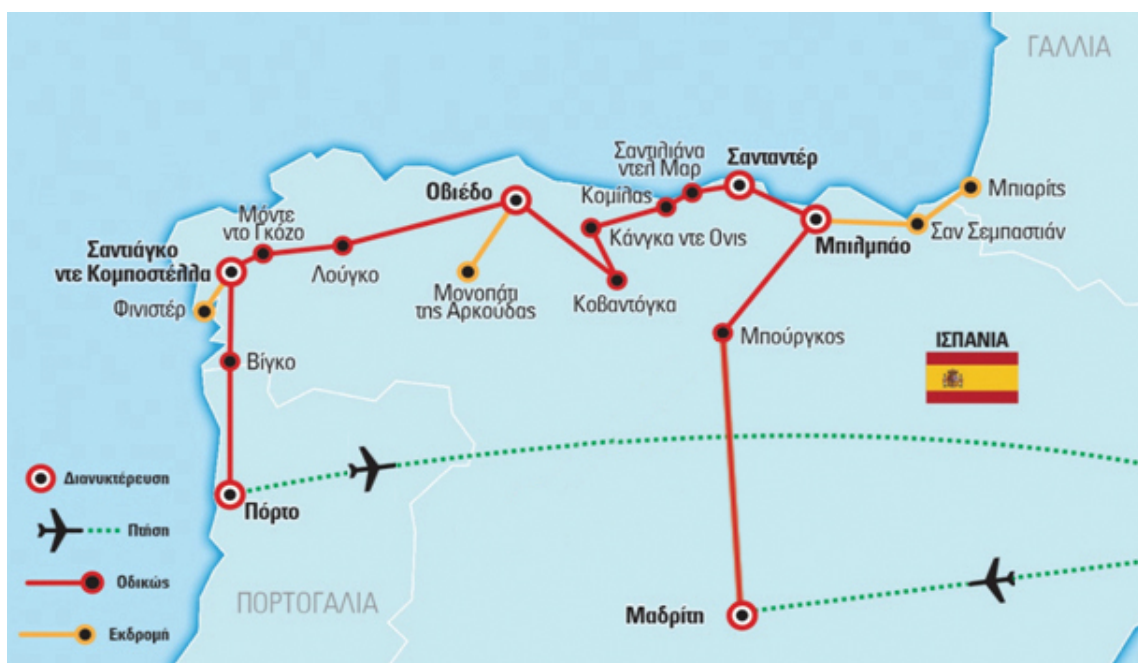 ΓΑΛΛΙΑ
Σαντιλιάνα
ντελ Μαρ
Σανταντέρ
Κομίλας
Οβιέδο
Μπιαρίτς
Μόντε
ντο Γκόζο
Κάνγκα ντε Ονις
Μπιλμπάο
Σαν Σεμπαστιάν
Σαντιάγκο
ντε Κομποστέλλα
Λούγκο
Μονοπάτι
της Αρκούδας
Κοβαντόγκα
Φινιστέρ
Μπούργκος
ΙΣΠΑΝΙΑ
Βίγκο
Διανυκτέρευση
Πόρτο
Πτήση
Οδικώς
ΠΟΡΤΟΓΑΛΙΑ
Μαδρίτη
Εκδρομή